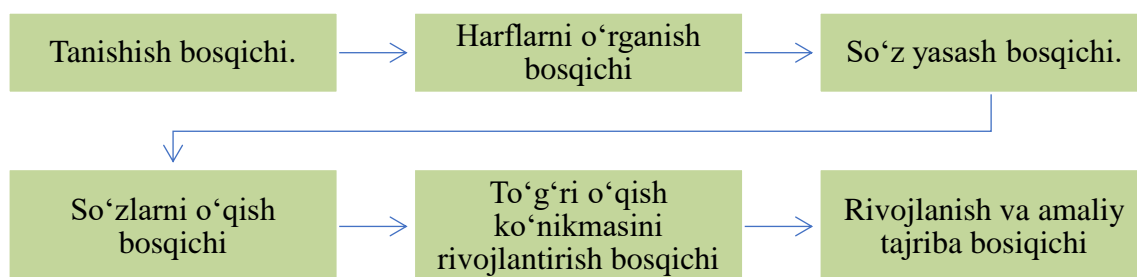 Tanishish bosqichi.
Harflarni o‘rganish
bosqichi
So‘z yasash bosqichi.
So‘zlarni o‘qish
bosqichi
To‘g‘ri o‘qish
ko‘nikmasini
rivojlantirish bosqichi
Rivojlanish va amaliy
tajriba bosiqichi